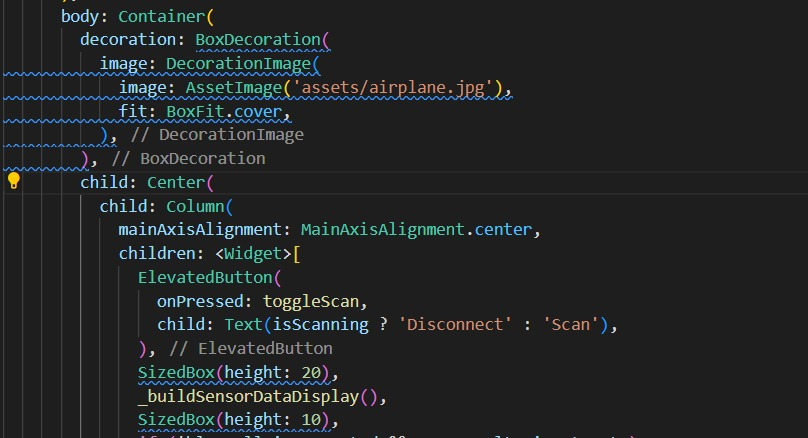 body: Container(
decoration: BoxDecoration(
image: DecorationImage(
image: AssetImage('assets/airplane.jpg'),
fit: BoxFit.cover,
), // DecorationImage
), // BoxDecoration
child: Center(
child: Column(
mainAxisAlignment: MainAxisAlignment.center,
children: <Widget>[
ElevatedButton(
onPressed: toggleScan,
child: Text(isScanning ? 'Disconnect' : 'Scan'),
), // ElevatedButton
SizedBox(height: 20),
_buildSensorDataDisplay(),
SizedBox(height: 10),